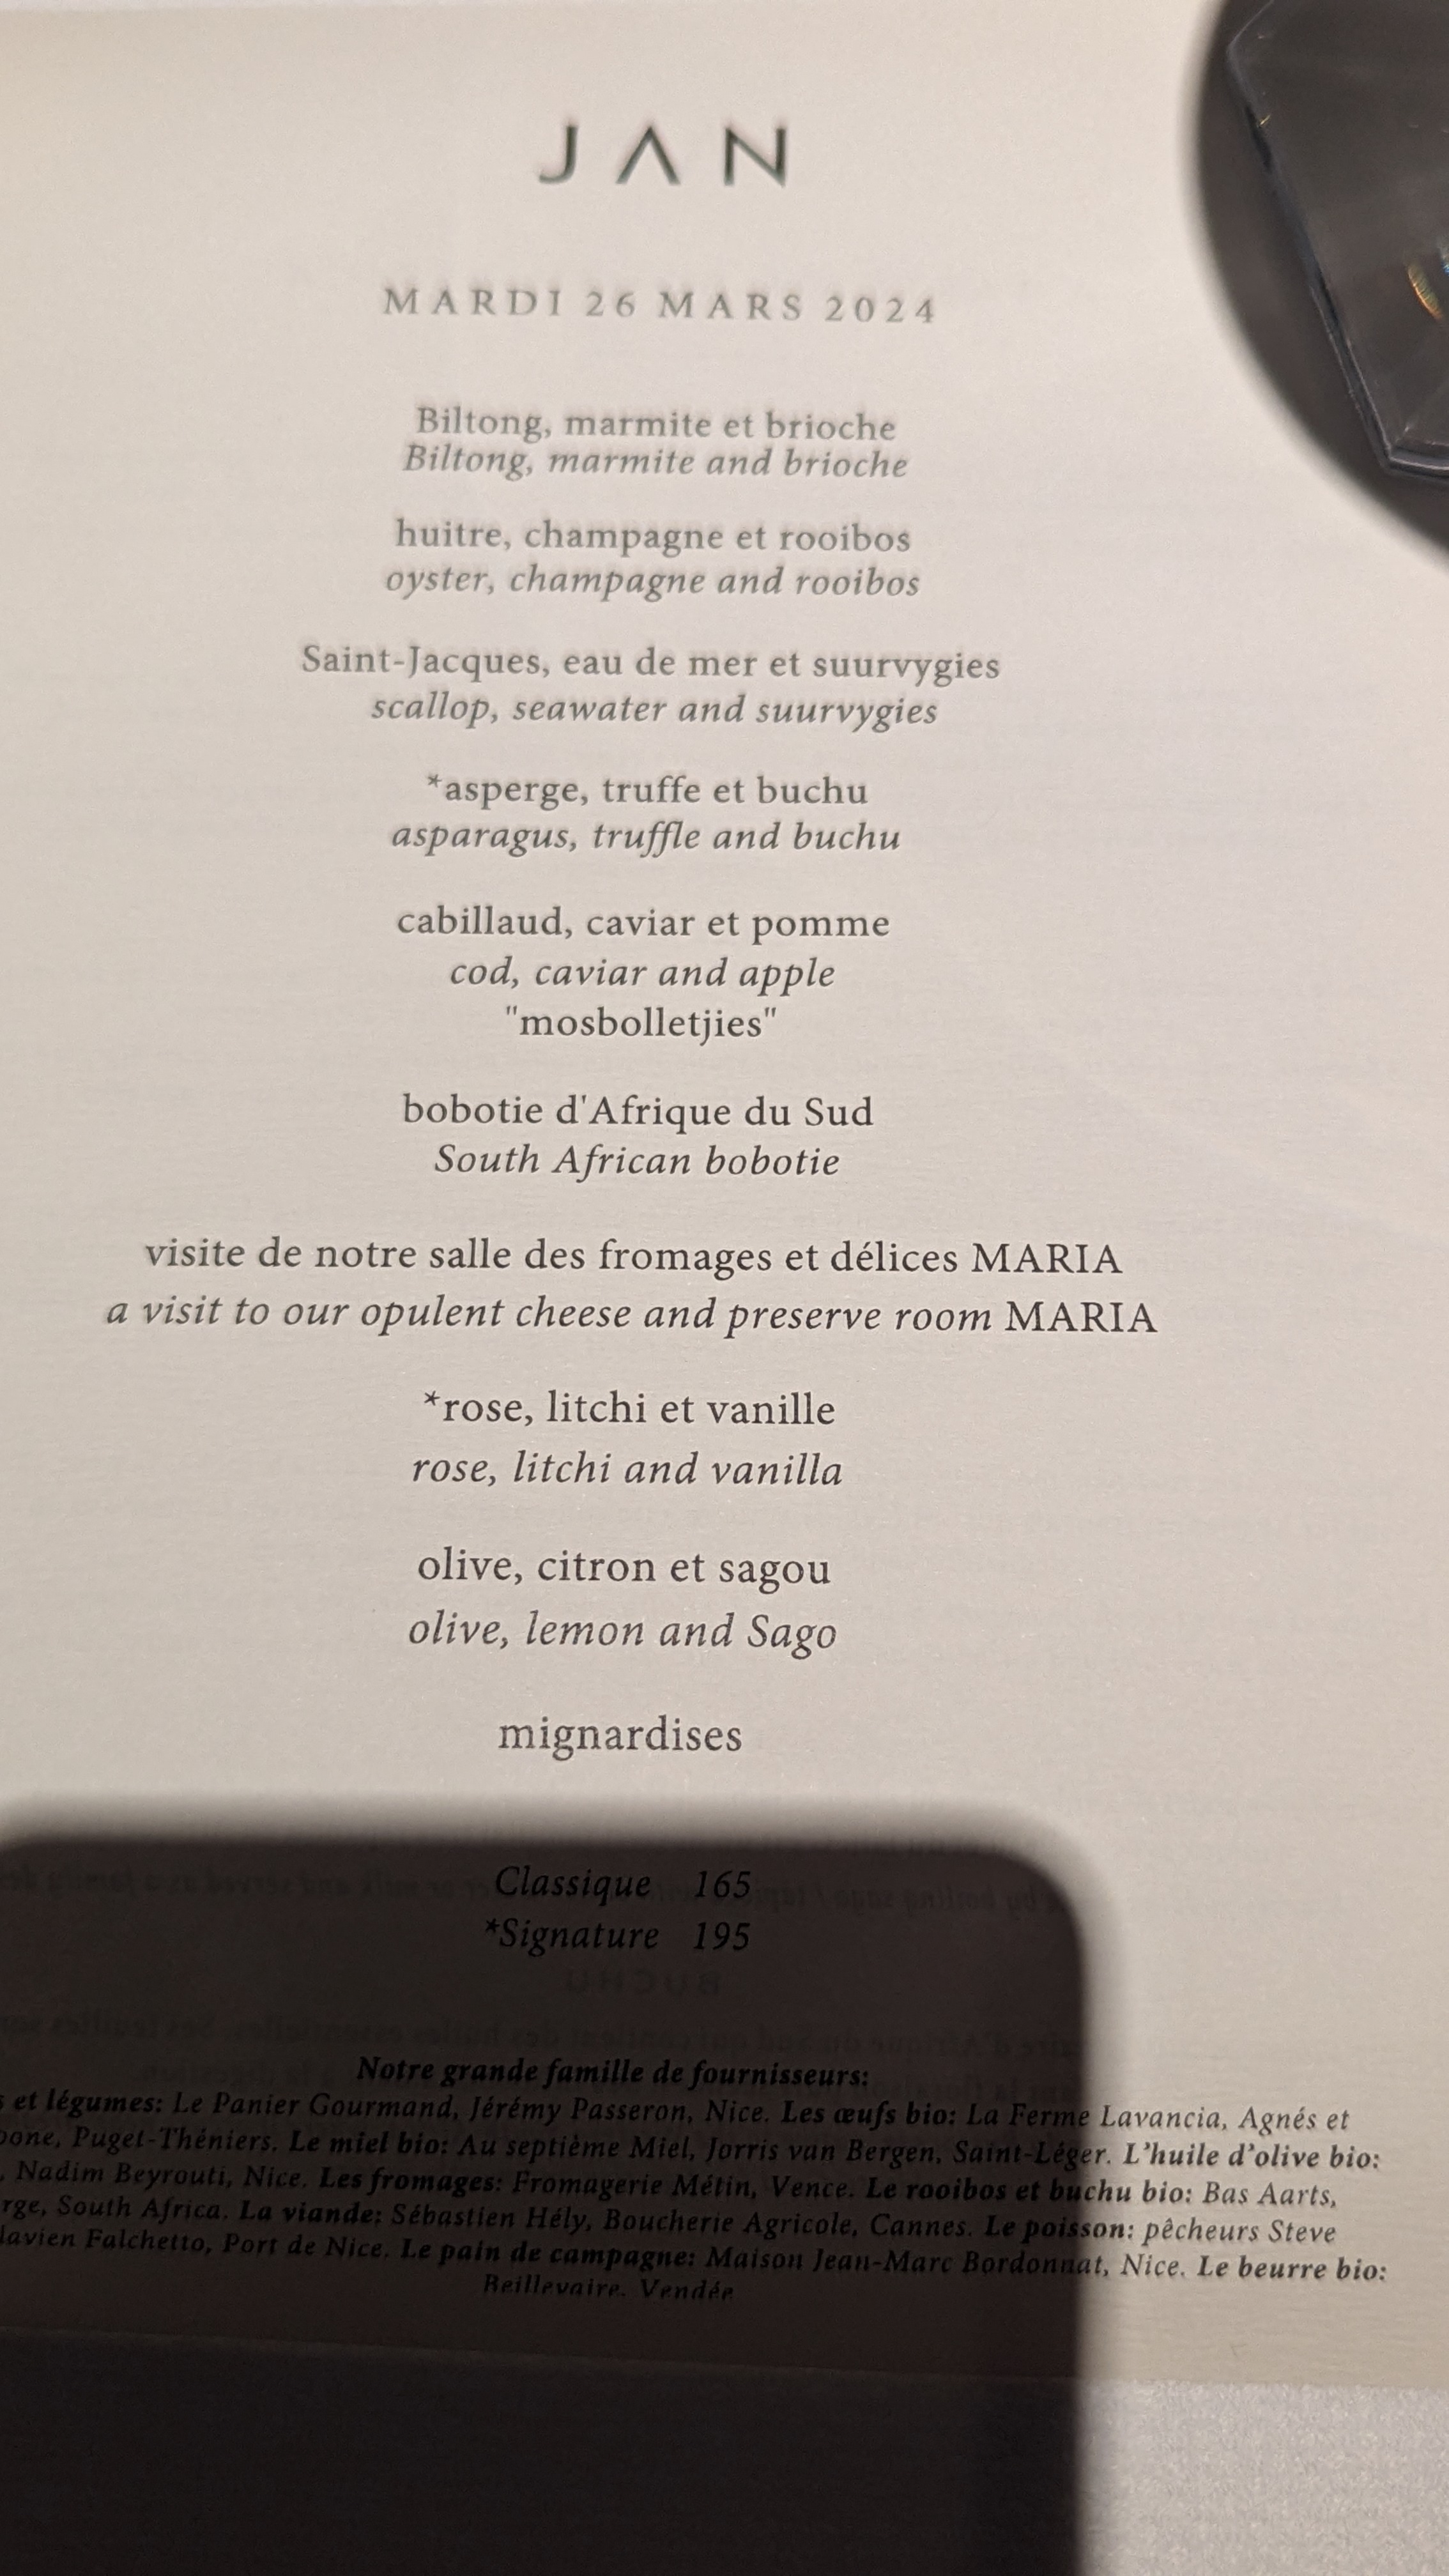 JAN
MARDI 26 MARS 2024
Biltong, marmite et brioche
Biltong, marmite and brioche
huitre, champagne et rooibos
oyster, champagne and rooibos
Saint-Jacques, eau de mer et suurvygies
scallop, seawater and suurvygies
*asperge, truffe et buchu
asparagus, truffle and buchu
cabillaud, caviar et pomme
cod, caviar and apple
"mosbolletjies"
bobotie d'Afrique du Sud
South African bobotie
visite de notre salle des fromages et délices MARIA
a visit to our opulent cheese and preserve room MARIA
*rose, litchi et vanille
rose, litchi and vanilla
olive, citron et sagou
olive, lemon and Sago
mignardises
Classique 165
*Signature 195
Notre grande famille de fournisseurs:
et légumes: Le Panier Gourmand, Jérémy Passeron, Nice. Les œufs bio: La Ferme Lavancia, Agnés et
Puget-Théniers. Le miel bio: Au septième Miel, Jorris van Bergen, Saint-Léger. L'huile d'olive bio:
, Nadim Beyrouti, Nice. Les fromages: Fromagerie Métin, Vence. Le rooibos et buchu bio: Bas Aarts,
South Africa. La viande: Sébastien Hély, Boucherie Agricole, Cannes. Le poisson: pêcheurs Steve
Falchetto, Port de Nice. Le pain de campagne: Maison Jean-Marc Bordonnat, Nice. Le beurre bio:
Beillevaire. Vendée